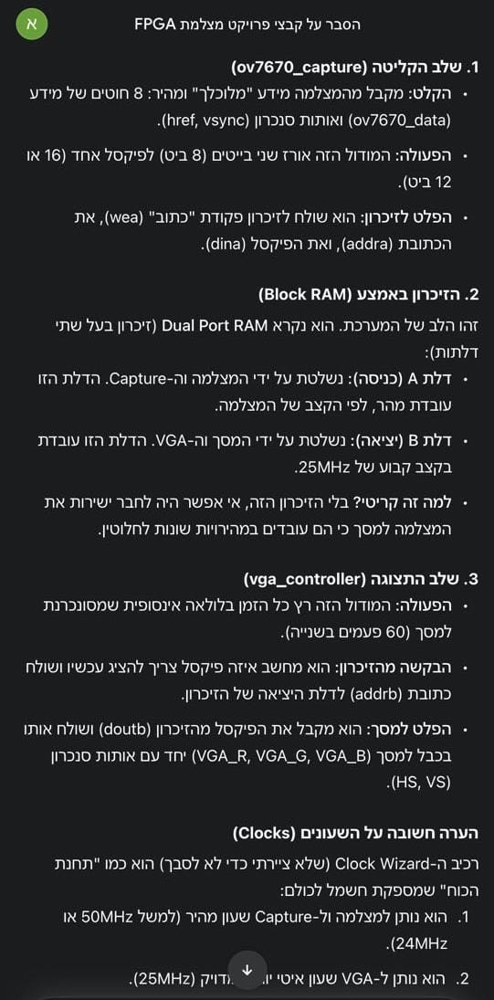 א
הסבר על קבצי פרויקט מצלמת FPGA
1. שלב הקליטה (ov7670_capture)
• הקלט: מקבל מהמצלמה מידע "מלוכלך" ומהיר: 8 חוטים של מידע
(ov7670_data) ואותות סנכרון (href, vsync).
• הפעולה: המודול הזה אורז שני בייטים (8 ביט) לפיקסל אחד (16 או
12 ביט).
• הפלט לזיכרון: הוא שולח לזיכרון פקודת "כתוב" (wea), את
הכתובת (addra), ואת הפיקסל (dina).
2. הזיכרון באמצע (Block RAM)
זהו הלב של המערכת. הוא נקרא Dual Port RAM (זיכרון בעל שתי
דלתות):
• דלת A (כניסה): נשלטת על ידי המצלמה וה-Capture. הדלת הזו
עובדת מהר, לפי הקצב של המצלמה.
• דלת B (יציאה): נשלטת על ידי המסך וה-VGA. הדלת הזו עובדת
בקצב קבוע של 25MHz.
• למה זה קריטי? בלי הזיכרון הזה, אי אפשר היה לחבר ישירות את
המצלמה למסך כי הם עובדים במהירויות שונות לחלוטין.
3. שלב התצוגה (vga_controller)
• הפעולה: המודול הזה רץ כל הזמן בלולאה אינסופית שמסונכרנת
למסך (60 פעמים בשנייה).
• הבקשה מהזיכרון: הוא מחשב איזה פיקסל צריך להציג עכשיו ושולח
כתובת (addrb) לדלת היציאה של הזיכרון.
• הפלט למסך: הוא מקבל את הפיקסל מהזיכרון (doutb) ושולח אותו
בכבל למסך (VGA_R, VGA_G, VGA_B) יחד עם אותות סנכרון
(HS, VS).
הערה חשובה על השעונים (Clocks)
רכיב ה-Clock Wizard (שלא ציירתי כדי לא לסבך) הוא כמו "תחנת
הכוח" שמספקת חשמל לכולם:
1. הוא נותן למצלמה ול-Capture שעון מהיר (למשל 50MHz או
24MHz).
2. הוא נותן ל-VGA שעון איטי (25MHz).